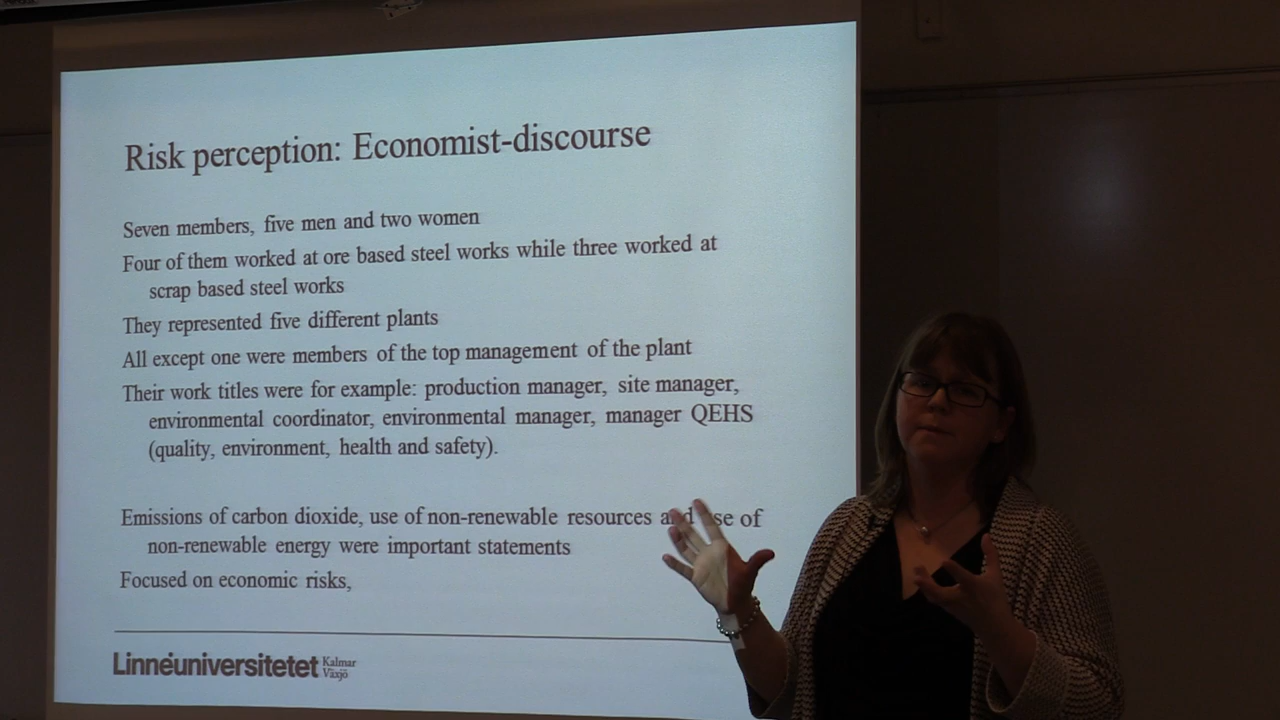 Risk perception: Economist-discourse
Seven members, five men and two women
Four of them worked at ore based steel works while three worked at
scrap based steel works
They represented five different plants
All except one were members of the top management of the plant
Their work titles were for example: production manager, site manager,
environmental coordinator, environmental manager, manager QEHS
(quality, environment, health and safety).
Emissions of carbon dioxide, use of non-renewable resources and use of
non-renewable energy were important statements
Focused on economic risks,
Linnéuniversitetet Kalmar
Växjö